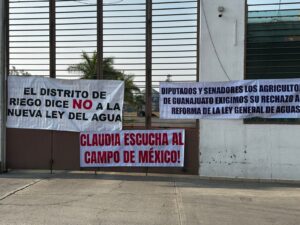 EL DISTRITO DE
RIEGO DICE NO A LA
NUEVA LEY DEL AGUA
DIPUTADOS Y SENADORES LOS AGRICULTO
DE GUANAJUATO EXIGIMOS SU RECHAZO A
REFORMA DE LA LEY GENERAL DE AGUAS
CLAUDIA ESCUCHA AL
CAMPO DE MÉXICO!